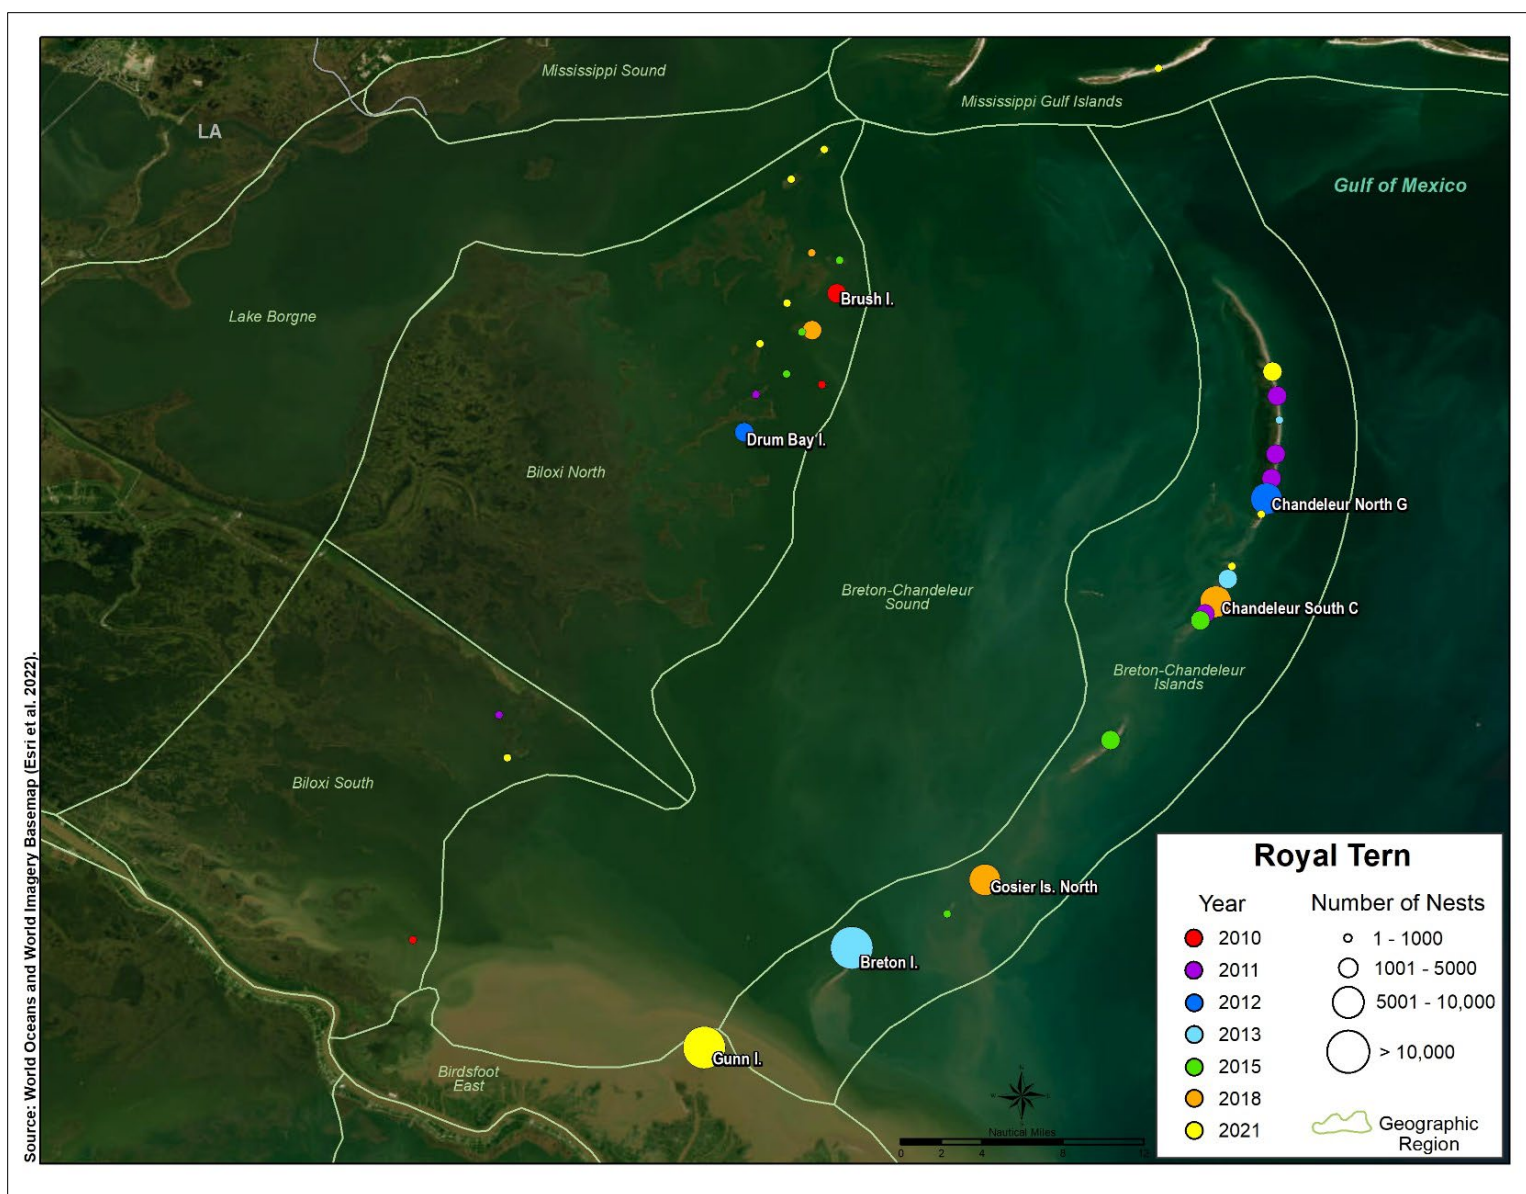 Mississippi Sound
Mississippi Gulf Islands
LA
Gulf of Mexico
Brush I.
Lake Borgne
Drum Bay I.
Biloxi North
Chandeleur North G
Breton-Chandeleur
Sound
Chandeleur South C
Breton-Chandeleur
Islands
Biloxi South
Gosier Is. North
Breton I.
Gunn I.
Birdsfoot
East
Nautical Miles
0 2 4 8 12
Royal Tern
Year
2010
2011
2012
2013
2015
2018
2021
Number of Nests
1 - 1000
1001 - 5000
5001 - 10,000
> 10,000
Geographic
Region
Source: World Oceans and World Imagery Basemap (Esri et al. 2022).